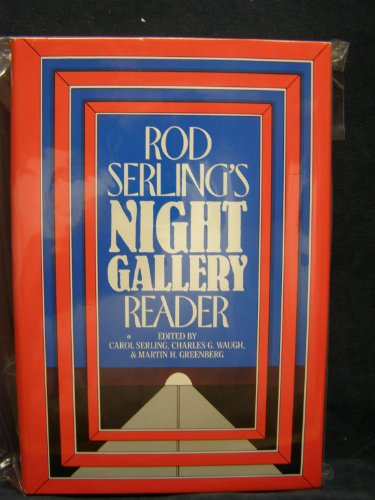 ROD
SERLING'S
NIGHT
GALLERY
READER
EDITED BY
CAROL SERLING, CHARLES G. WAUGH,
& MARTIN H. GREENBERG